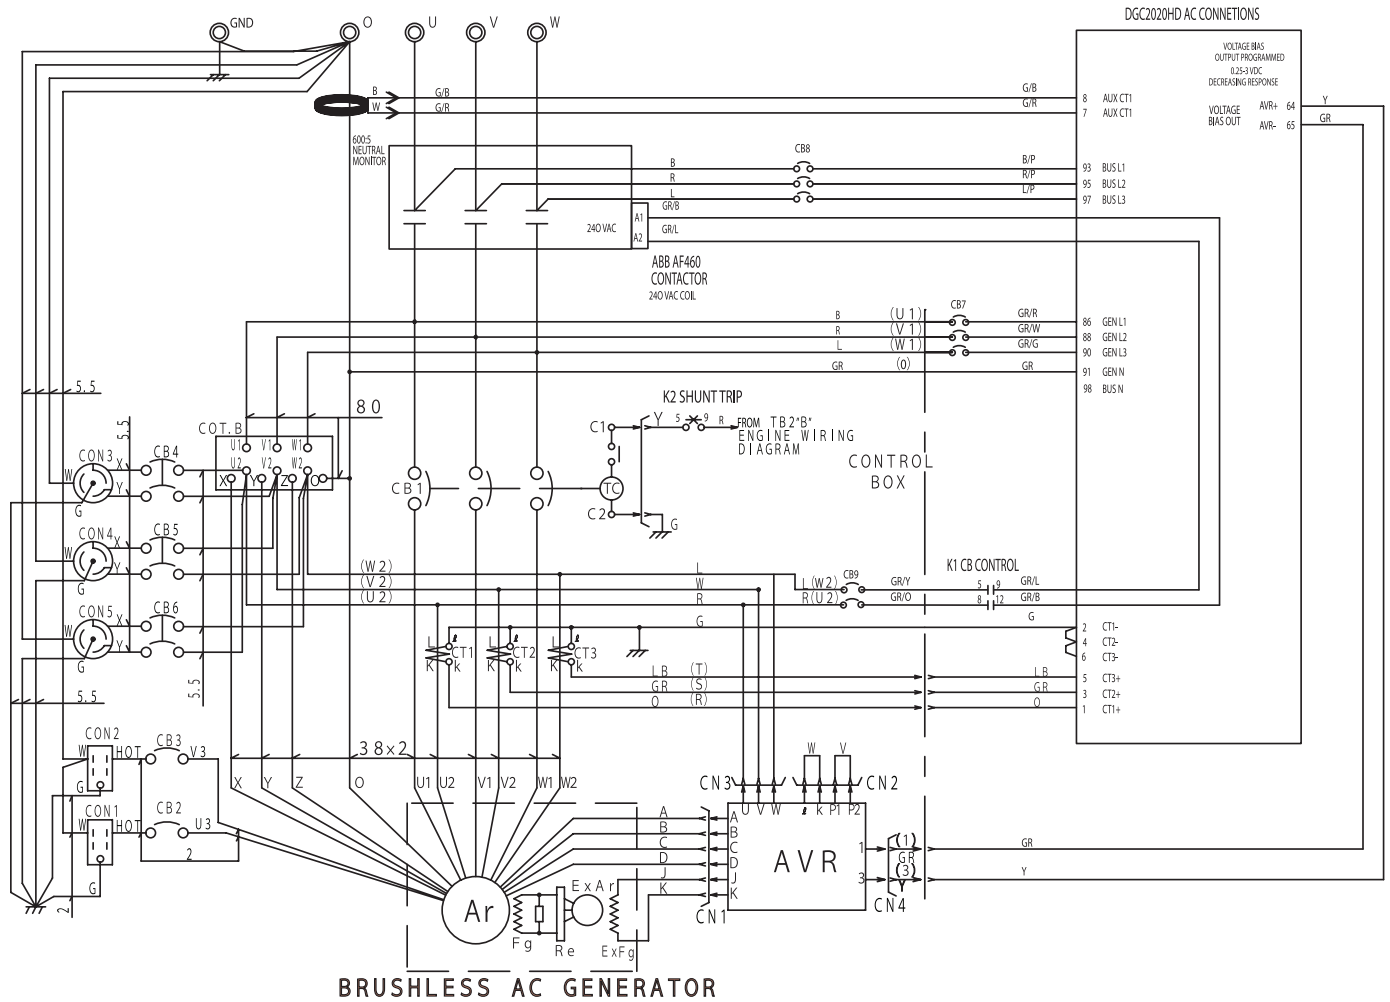 DGC2020HD AC CONNETIONS
GND
O
U
V
W
VOLTAGE BIAS
OUTPUT PROGRAMMED
0.25-3 VDC
DECREASING RESPONSE
B
G/B
G/B
8 AUX CT1
W
G/R
G/R
7 AUX CT1
VOLTAGE
BIAS OUT
AVR+ 64
Y
AVR- 65
GR
600:5
NEUTRAL
MONITOR
CB8
B
B/P
93 BUS L1
R
R/P
95 BUS L2
L
L/P
97 BUS L3
GR/B
A1
240 VAC
GR/L
A2
ABB AF460
CONTACTOR
240 VAC COIL
CB7
B
(U1)
GR/R
86 GEN L1
R
(V1)
GR/W
88 GEN L2
L
(W1)
GR/G
90 GEN L3
GR
(0)
GR
91 GEN N
98 BUS N
5.5
80
K2 SHUNT TRIP
Y
5
9
R
FROM TB2"B"
ENGINE WIRING
DIAGRAM
C1
TC
C2
G
CONTROL
BOX
COT.B
U1
V1
W1
U2
V2
W2
X
Y
Z
O
5.5
CON3
W
X
Y
G
CB4
CB1
CON4
W
X
Y
G
CB5
CON5
W
X
Y
G
CB6
5.5
5.5
(W2)
L
(V2)
W
(U2)
R
L(W2)
R(U2)
CB9
GR/Y
GR/O
K1 CB CONTROL
5
9
GR/L
8
12
GR/B
G
G
2 CT1-
4 CT2-
6 CT3-
L
ℓ
K
CT1
k
L
ℓ
K
CT2
k
L
ℓ
K
CT3
k
LB
(T)
LB
5 CT3+
GR
(S)
GR
3 CT2+
O
(R)
O
1 CT1+
CON2
W
HOT
CB3
V3
G
CON1
W
HOT
CB2
U3
2
G
2
38x2
X
Y
Z
O
U1
U2
V1
V2
W1
W2
W
V
CN3
CN2
U
V
W
ℓ
k
P1
P2
A
A
B
B
C
C
D
D
J
J
K
K
AVR
1
3
(1)
GR
(3)
Y
GR
Y
CN1
CN4
Ar
Fg
Re
ExAr
ExFg
BRUSHLESS AC GENERATOR